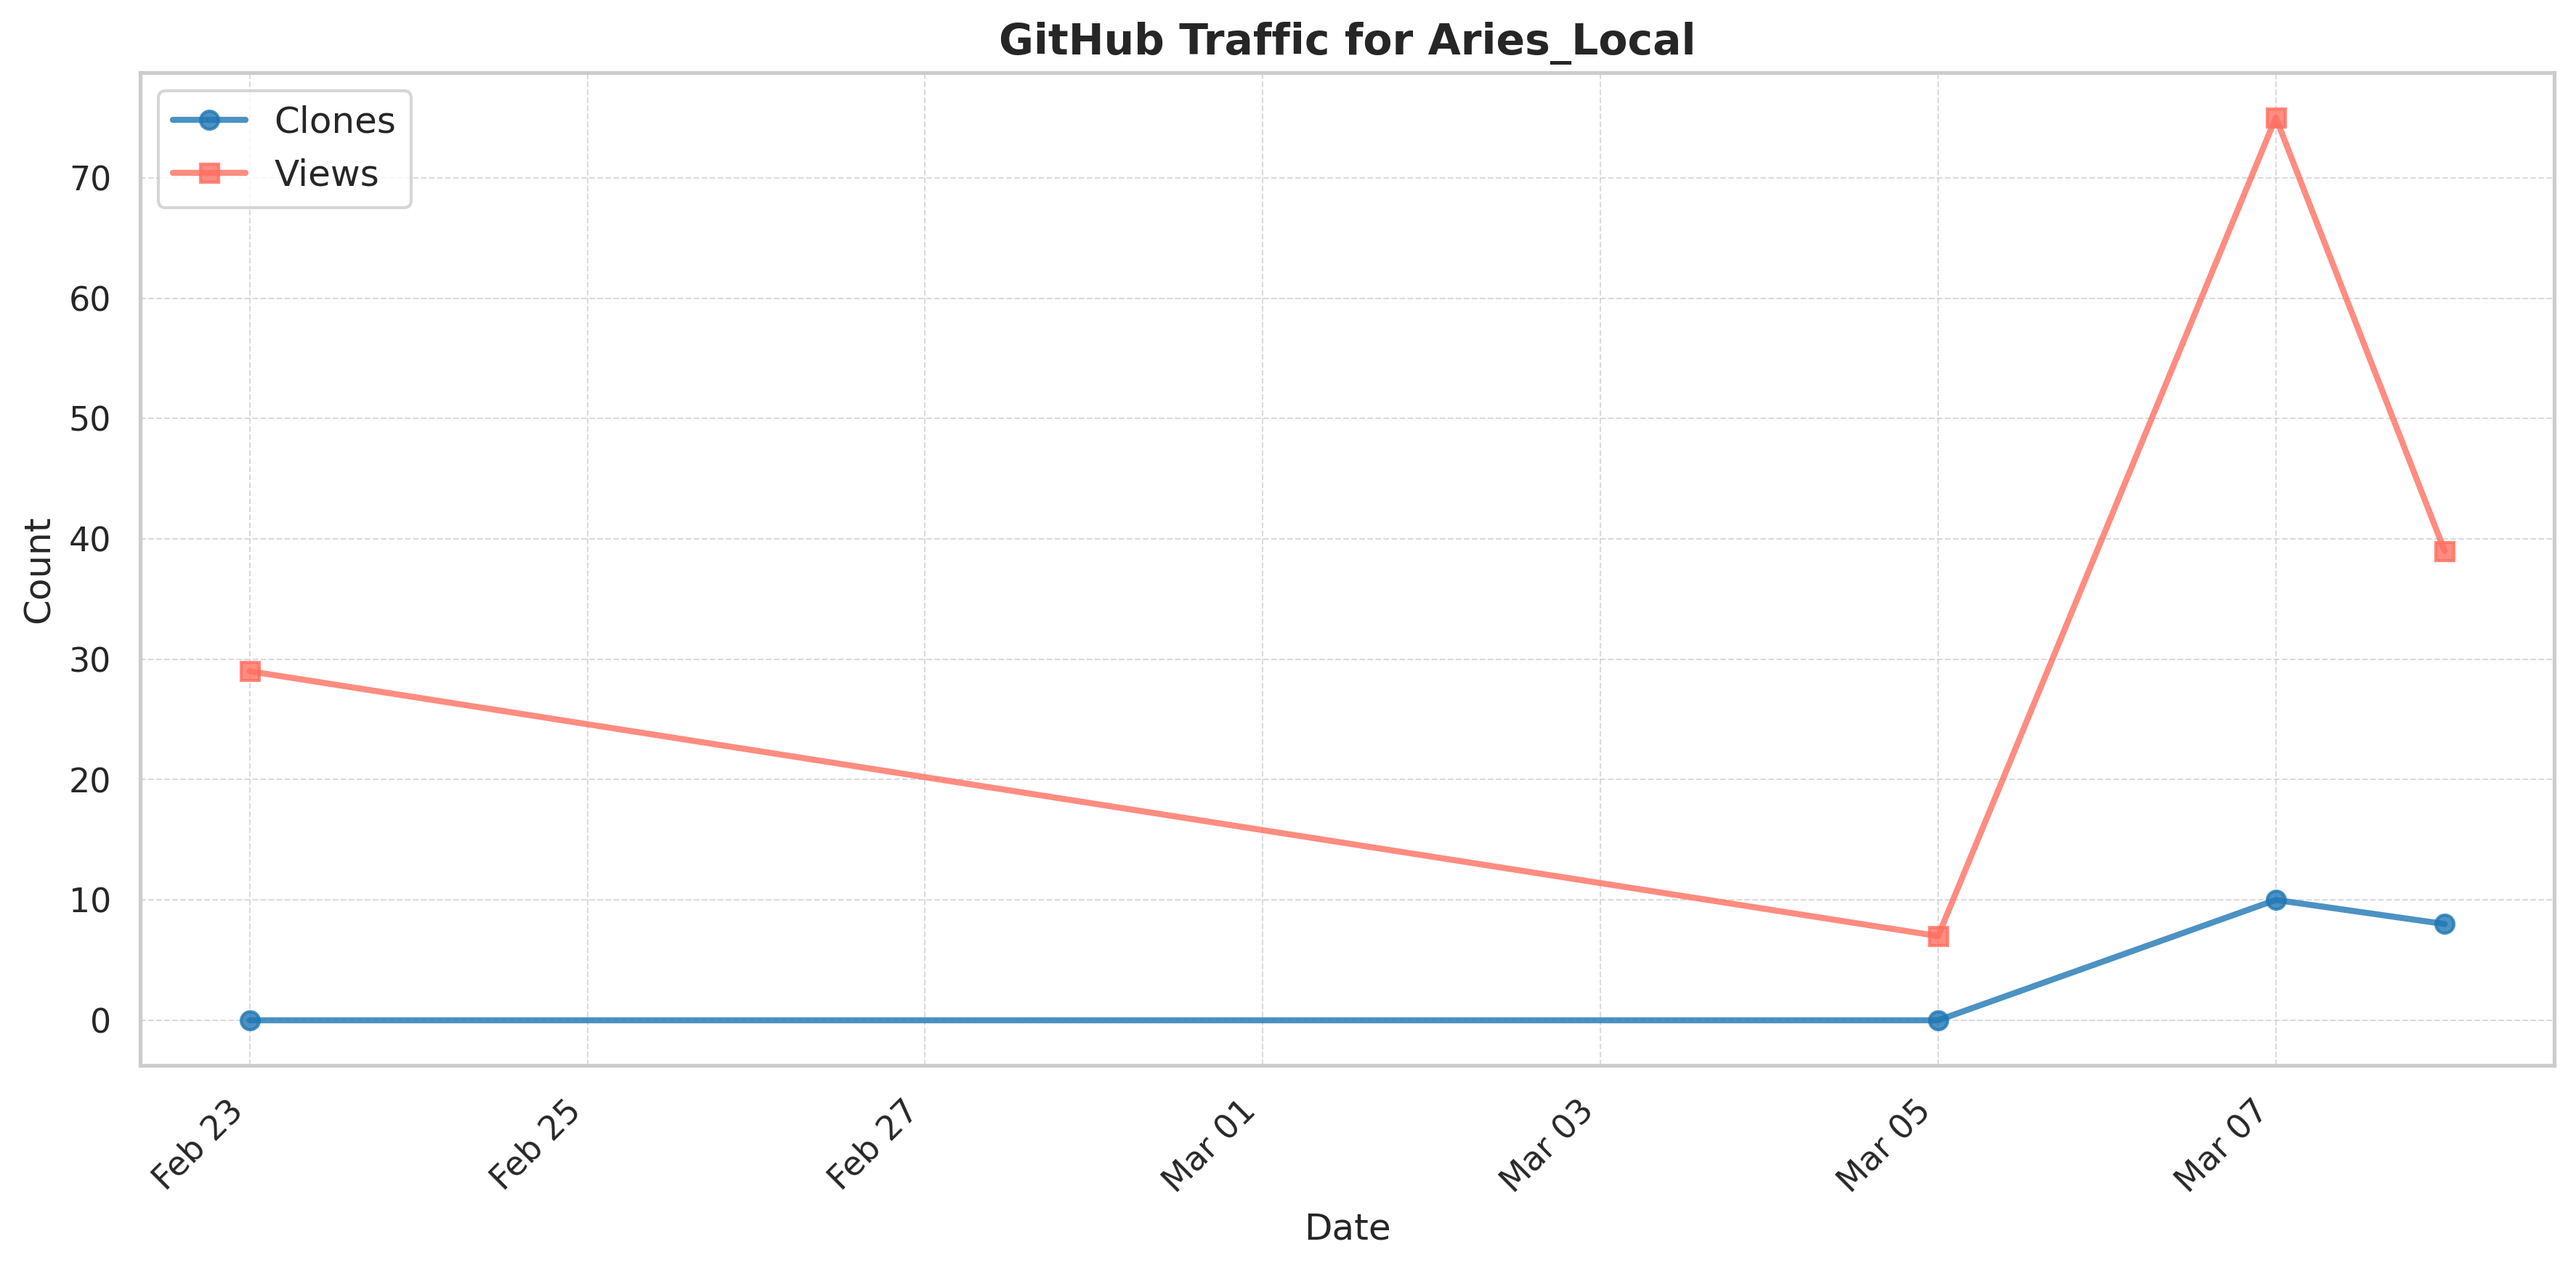 GitHub Traffic for Aries_Local
Clones
Views
70
60
50
40
30
20
10
0
Count
Feb 23
Feb 25
Feb 27
Mar 01
Mar 03
Mar 05
Mar 07
Date